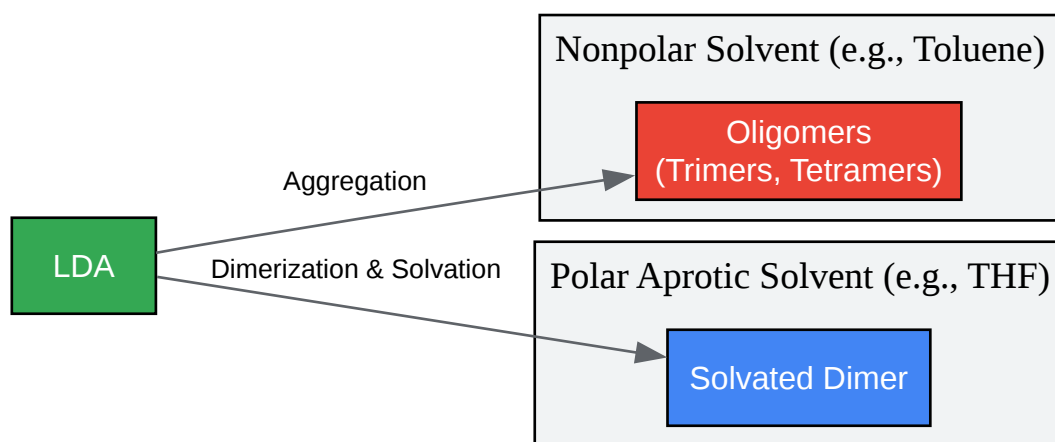 Nonpolar Solvent (e.g., Toluene)
Oligomers
(Trimers, Tetramers)
Aggregation
LDA
Dimerization & Solvation
Polar Aprotic Solvent (e.g., THF)
Solvated Dimer